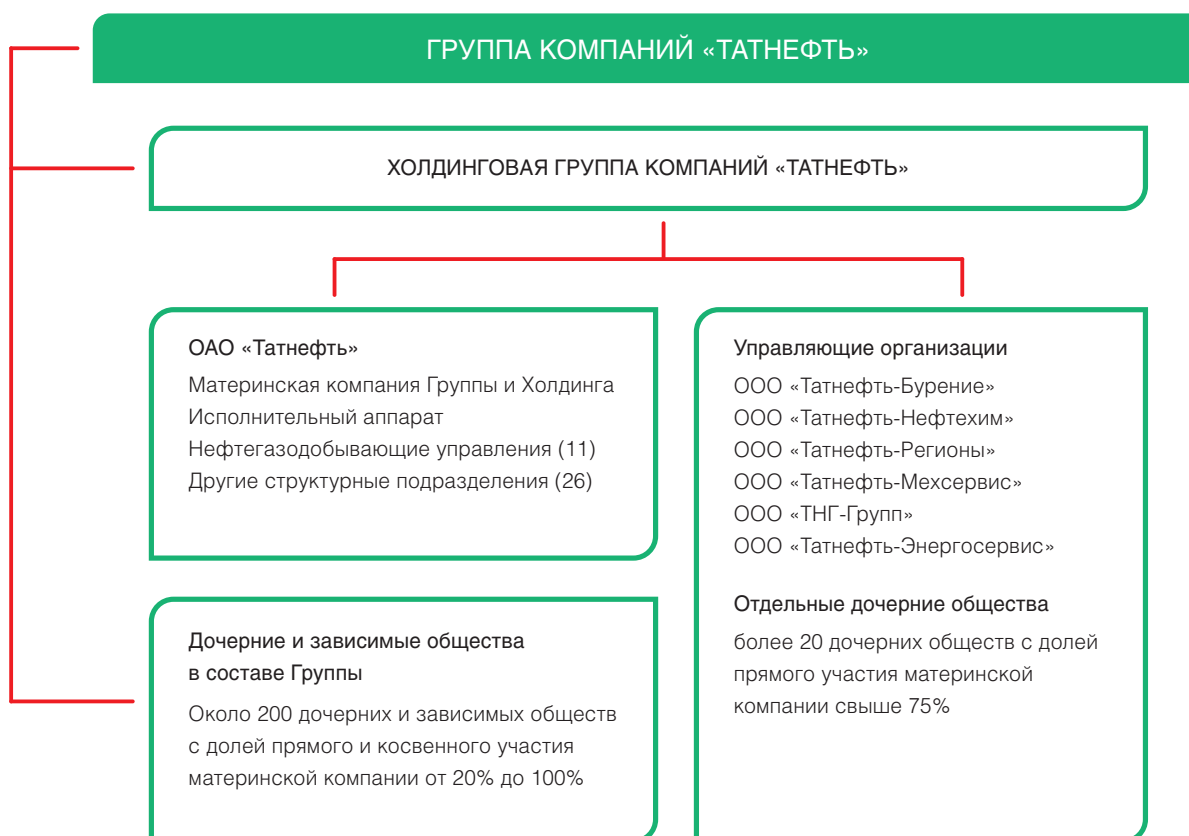 ГРУППА КОМПАНИЙ «ТАТНЕФТЬ»
ХОЛДИНГОВАЯ ГРУППА КОМПАНИЙ «ТАТНЕФТЬ»
ОАО «Татнефть»
Материнская компания Группы и Холдинга
Исполнительный аппарат
Нефтегазодобывающие управления (11)
Другие структурные подразделения (26)
Управляющие организации
ООО «Татнефть-Бурение»
ООО «Татнефть-Нефтехим»
ООО «Татнефть-Регионы»
ООО «Татнефть-Мехсервис»
ООО «ТНГ-Групп»
ООО «Татнефть-Энергосервис»
Отдельные дочерние общества
более 20 дочерних обществ с долей
прямого участия материнской
компании свыше 75%
Дочерние и зависимые общества
в составе Группы
Около 200 дочерних и зависимых обществ
с долей прямого и косвенного участия
материнской компании от 20% до 100%